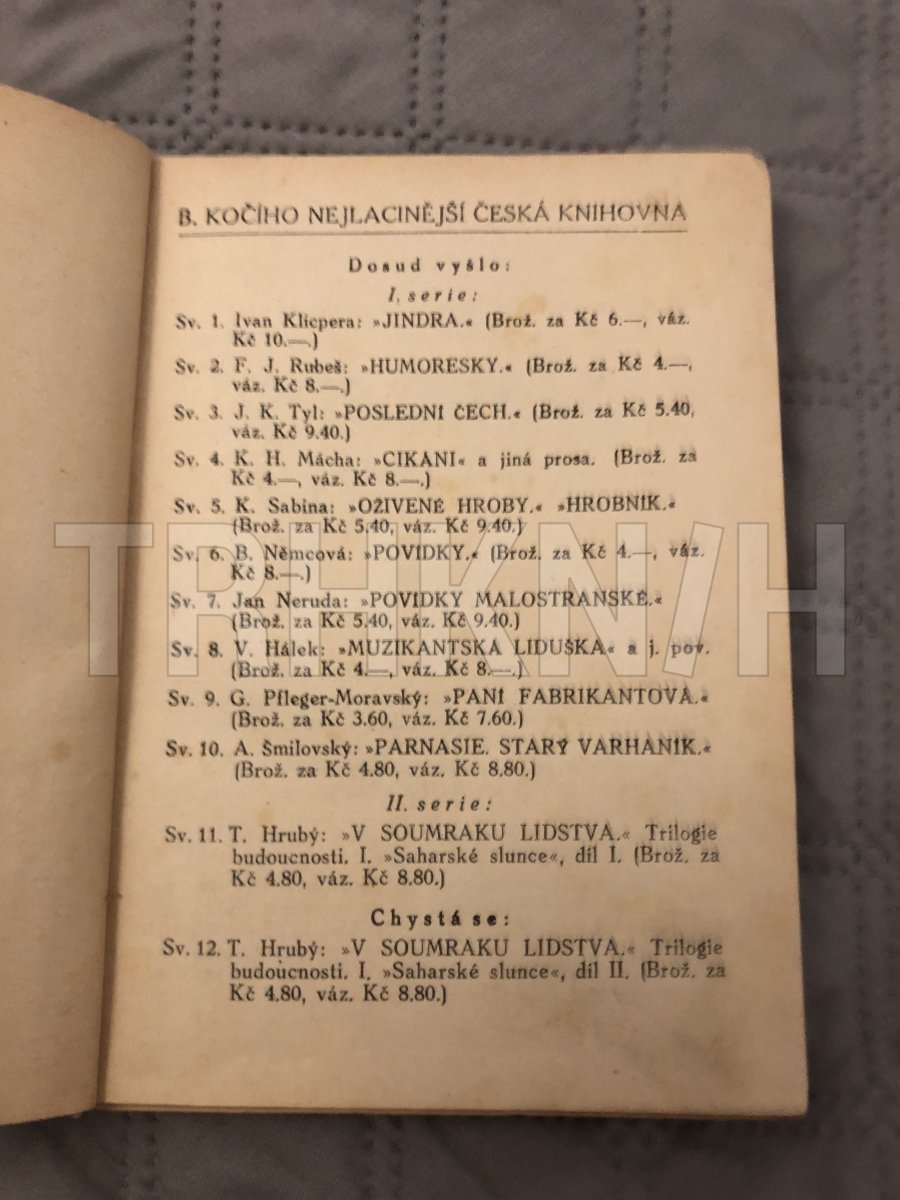 B. KOČÍHO NEJLACINĚJŠÍ ČESKÁ KNIHOVNA
Dosud vyšlo:
I. serie:
Sv. 1. Ivan Klicpera: »JINDRA.« (Brož. za Kč 6.—, váz.
Kč 10.—.)
Sv. 2. F. J. Rubeš: »HUMORESKY.« (Brož. za Kč 4.—,
váz. Kč 8.—.)
Sv. 3. J. K. Tyl: »POSLEDNÍ ČECH.« (Brož. za Kč 5.40,
váz. Kč 9.40.)
Sv. 4. K. H. Mácha: »CIKÁNI« a jiná prosa. (Brož. za
Kč 4.—, váz. Kč 8.—.)
Sv. 5. K. Sabina: »OŽIVENÉ HROBY.« »HROBNÍK.«
(Brož. za Kč 5.40, váz. Kč 9.40.)
Sv. 6. B. Němcová: »POVÍDKY.« (Brož. za Kč 4.—, váz.
Kč 8.—.)
Sv. 7. Jan Neruda: »POVÍDKY MALOSTRANSKÉ.«
(Brož. za Kč 5.40, váz. Kč 9.40.)
Sv. 8. V. Hálek: »MUZIKANTSKÁ LIDUŠKA« a j. pov.
(Brož. za Kč 4.—, váz. Kč 8.—.)
Sv. 9. G. Pfleger-Moravský: »PANÍ FABRIKANTOVÁ.«
(Brož. za Kč 3.60, váz. Kč 7.60.)
Sv. 10. A. Šmilovský: »PARNASIE. STARÝ VARHANÍK.«
(Brož. za Kč 4.80, váz. Kč 8.80.)
II. serie:
Sv. 11. T. Hrubý: »V SOUMRAKU LIDSTVA.« Trilogie
budoucnosti. I. »Saharské slunce«, díl I. (Brož. za
Kč 4.80, váz. Kč 8.80.)
Chystá se:
Sv. 12. T. Hrubý: »V SOUMRAKU LIDSTVA.« Trilogie
budoucnosti. I. »Saharské slunce«, díl II. (Brož. za
Kč 4.80, váz. Kč 8.80.)
TRHKN/H